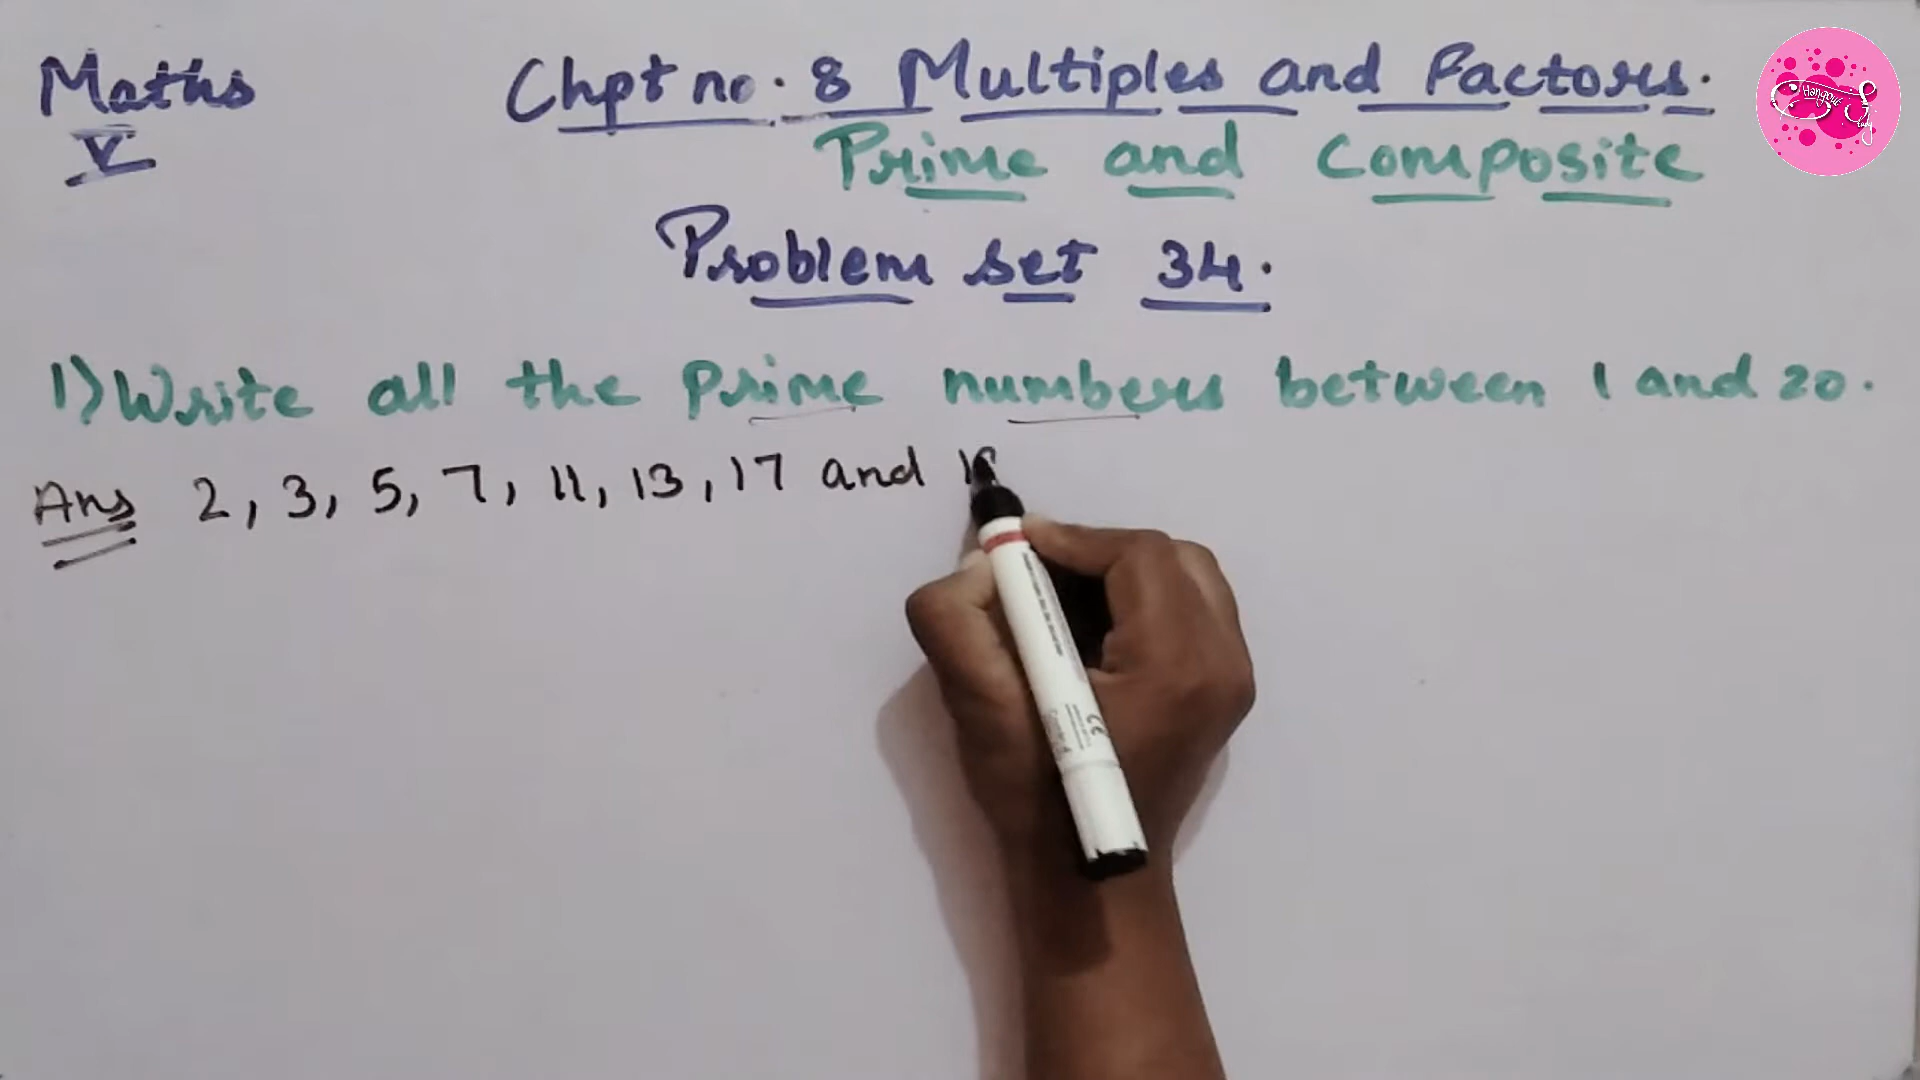 Maths Chpt no. 8 Multiples and Factors.
V Prime and Composite
Problem set 34.
1) Write all the prime numbers between 1 and 20.
Ans 2, 3, 5, 7, 11, 13, 17 and
Hangout